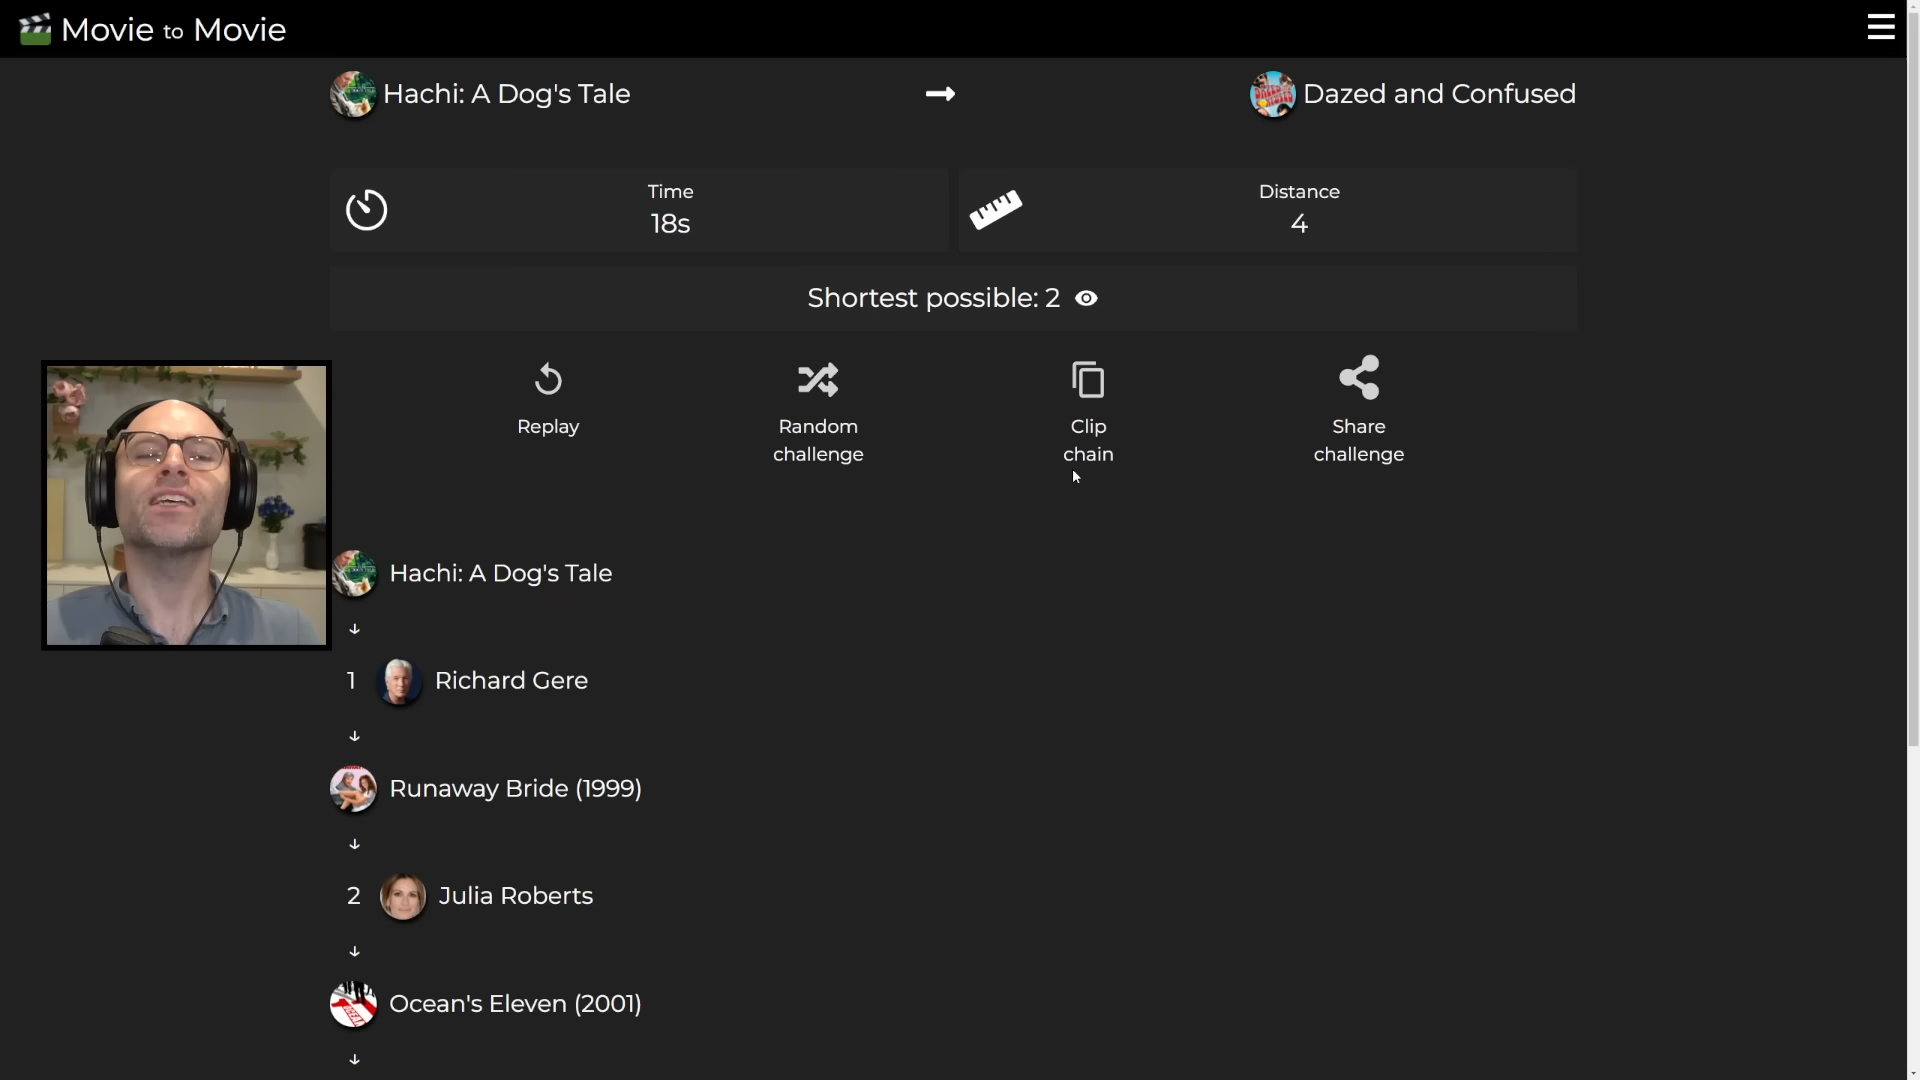 Movie to Movie
Hachi: A Dog's Tale
Dazed and Confused
Time
18s
Distance
4
Shortest possible: 2
Replay
Random
challenge
Clip
chain
Share
challenge
Hachi: A Dog's Tale
1 Richard Gere
Runaway Bride (1999)
2 Julia Roberts
Ocean's Eleven (2001)